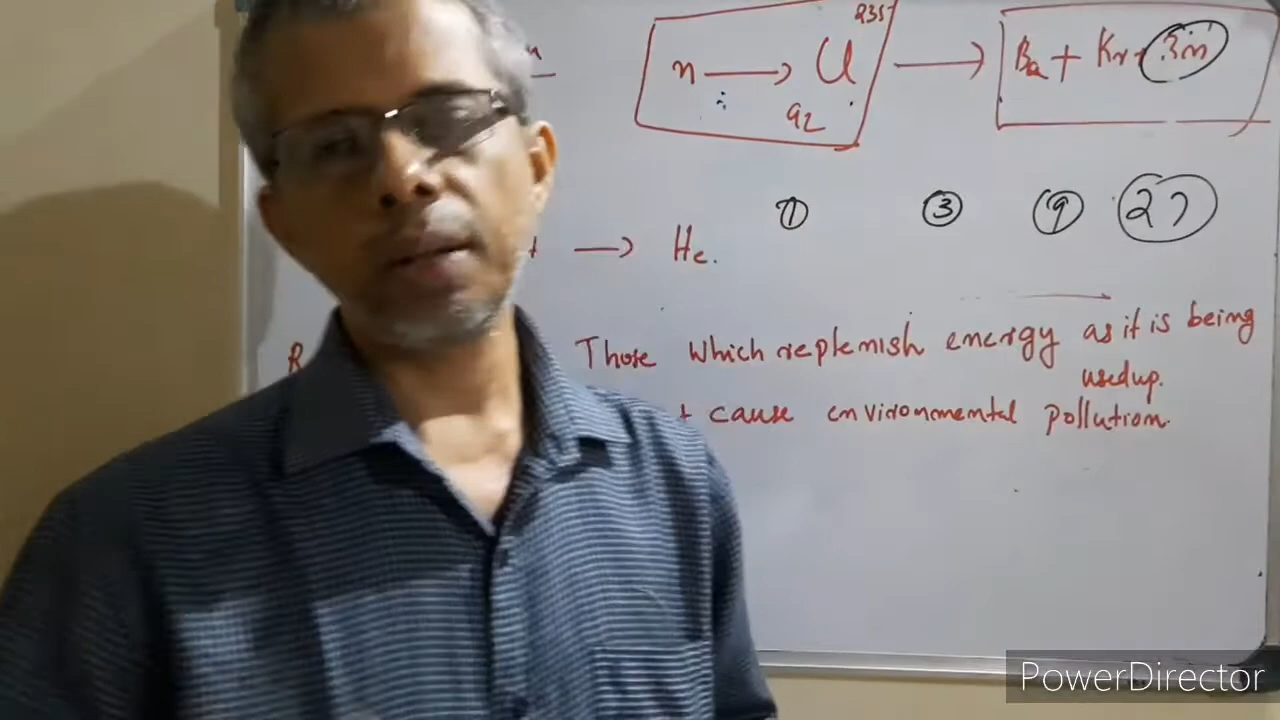 235
n → U → Ba + Kr + 3n
92
① ③ ⑨ 27
→ He.
Those which replenish energy as it is being
usedup.
cause environmental pollution.
PowerDirector